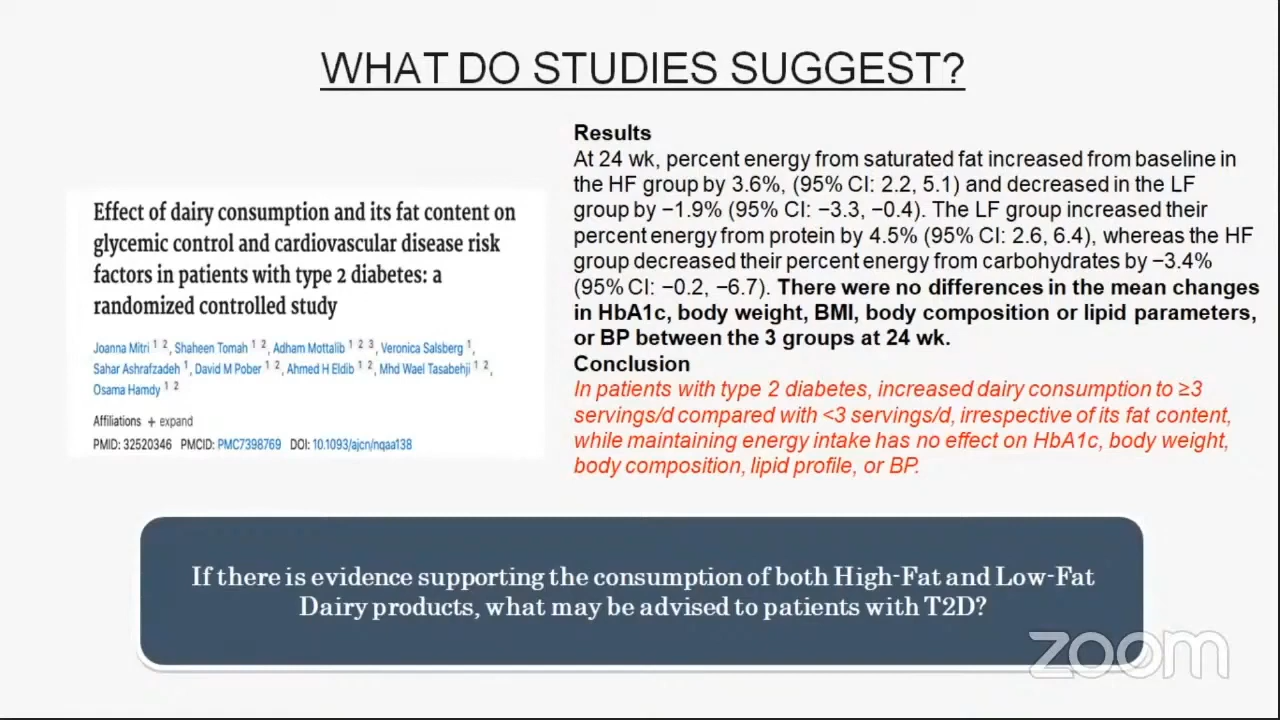 WHAT DO STUDIES SUGGEST?
Effect of dairy consumption and its fat content on
glycemic control and cardiovascular disease risk
factors in patients with type 2 diabetes: a
randomized controlled study
Joanna Mitri 1 2, Shaheen Tomah 1 2, Adham Mottalib 1 2 3, Veronica Salsberg 1,
Sahar Ashrafzadeh 1, David M Pober 1 2, Ahmed H Eldib 1 2, Mhd Wael Tasabehji 1 2,
Osama Hamdy 1 2
Affiliations + expand
PMID: 32520346 PMCID: PMC7398769 DOI: 10.1093/ajcn/nqaa138
Results
At 24 wk, percent energy from saturated fat increased from baseline in
the HF group by 3.6%, (95% CI: 2.2, 5.1) and decreased in the LF
group by −1.9% (95% CI: −3.3, −0.4). The LF group increased their
percent energy from protein by 4.5% (95% CI: 2.6, 6.4), whereas the HF
group decreased their percent energy from carbohydrates by −3.4%
(95% CI: −0.2, −6.7). There were no differences in the mean changes
in HbA1c, body weight, BMI, body composition or lipid parameters,
or BP between the 3 groups at 24 wk.
Conclusion
In patients with type 2 diabetes, increased dairy consumption to ≥3
servings/d compared with <3 servings/d, irrespective of its fat content,
while maintaining energy intake has no effect on HbA1c, body weight,
body composition, lipid profile, or BP.
If there is evidence supporting the consumption of both High-Fat and Low-Fat
Dairy products, what may be advised to patients with T2D?
zoom